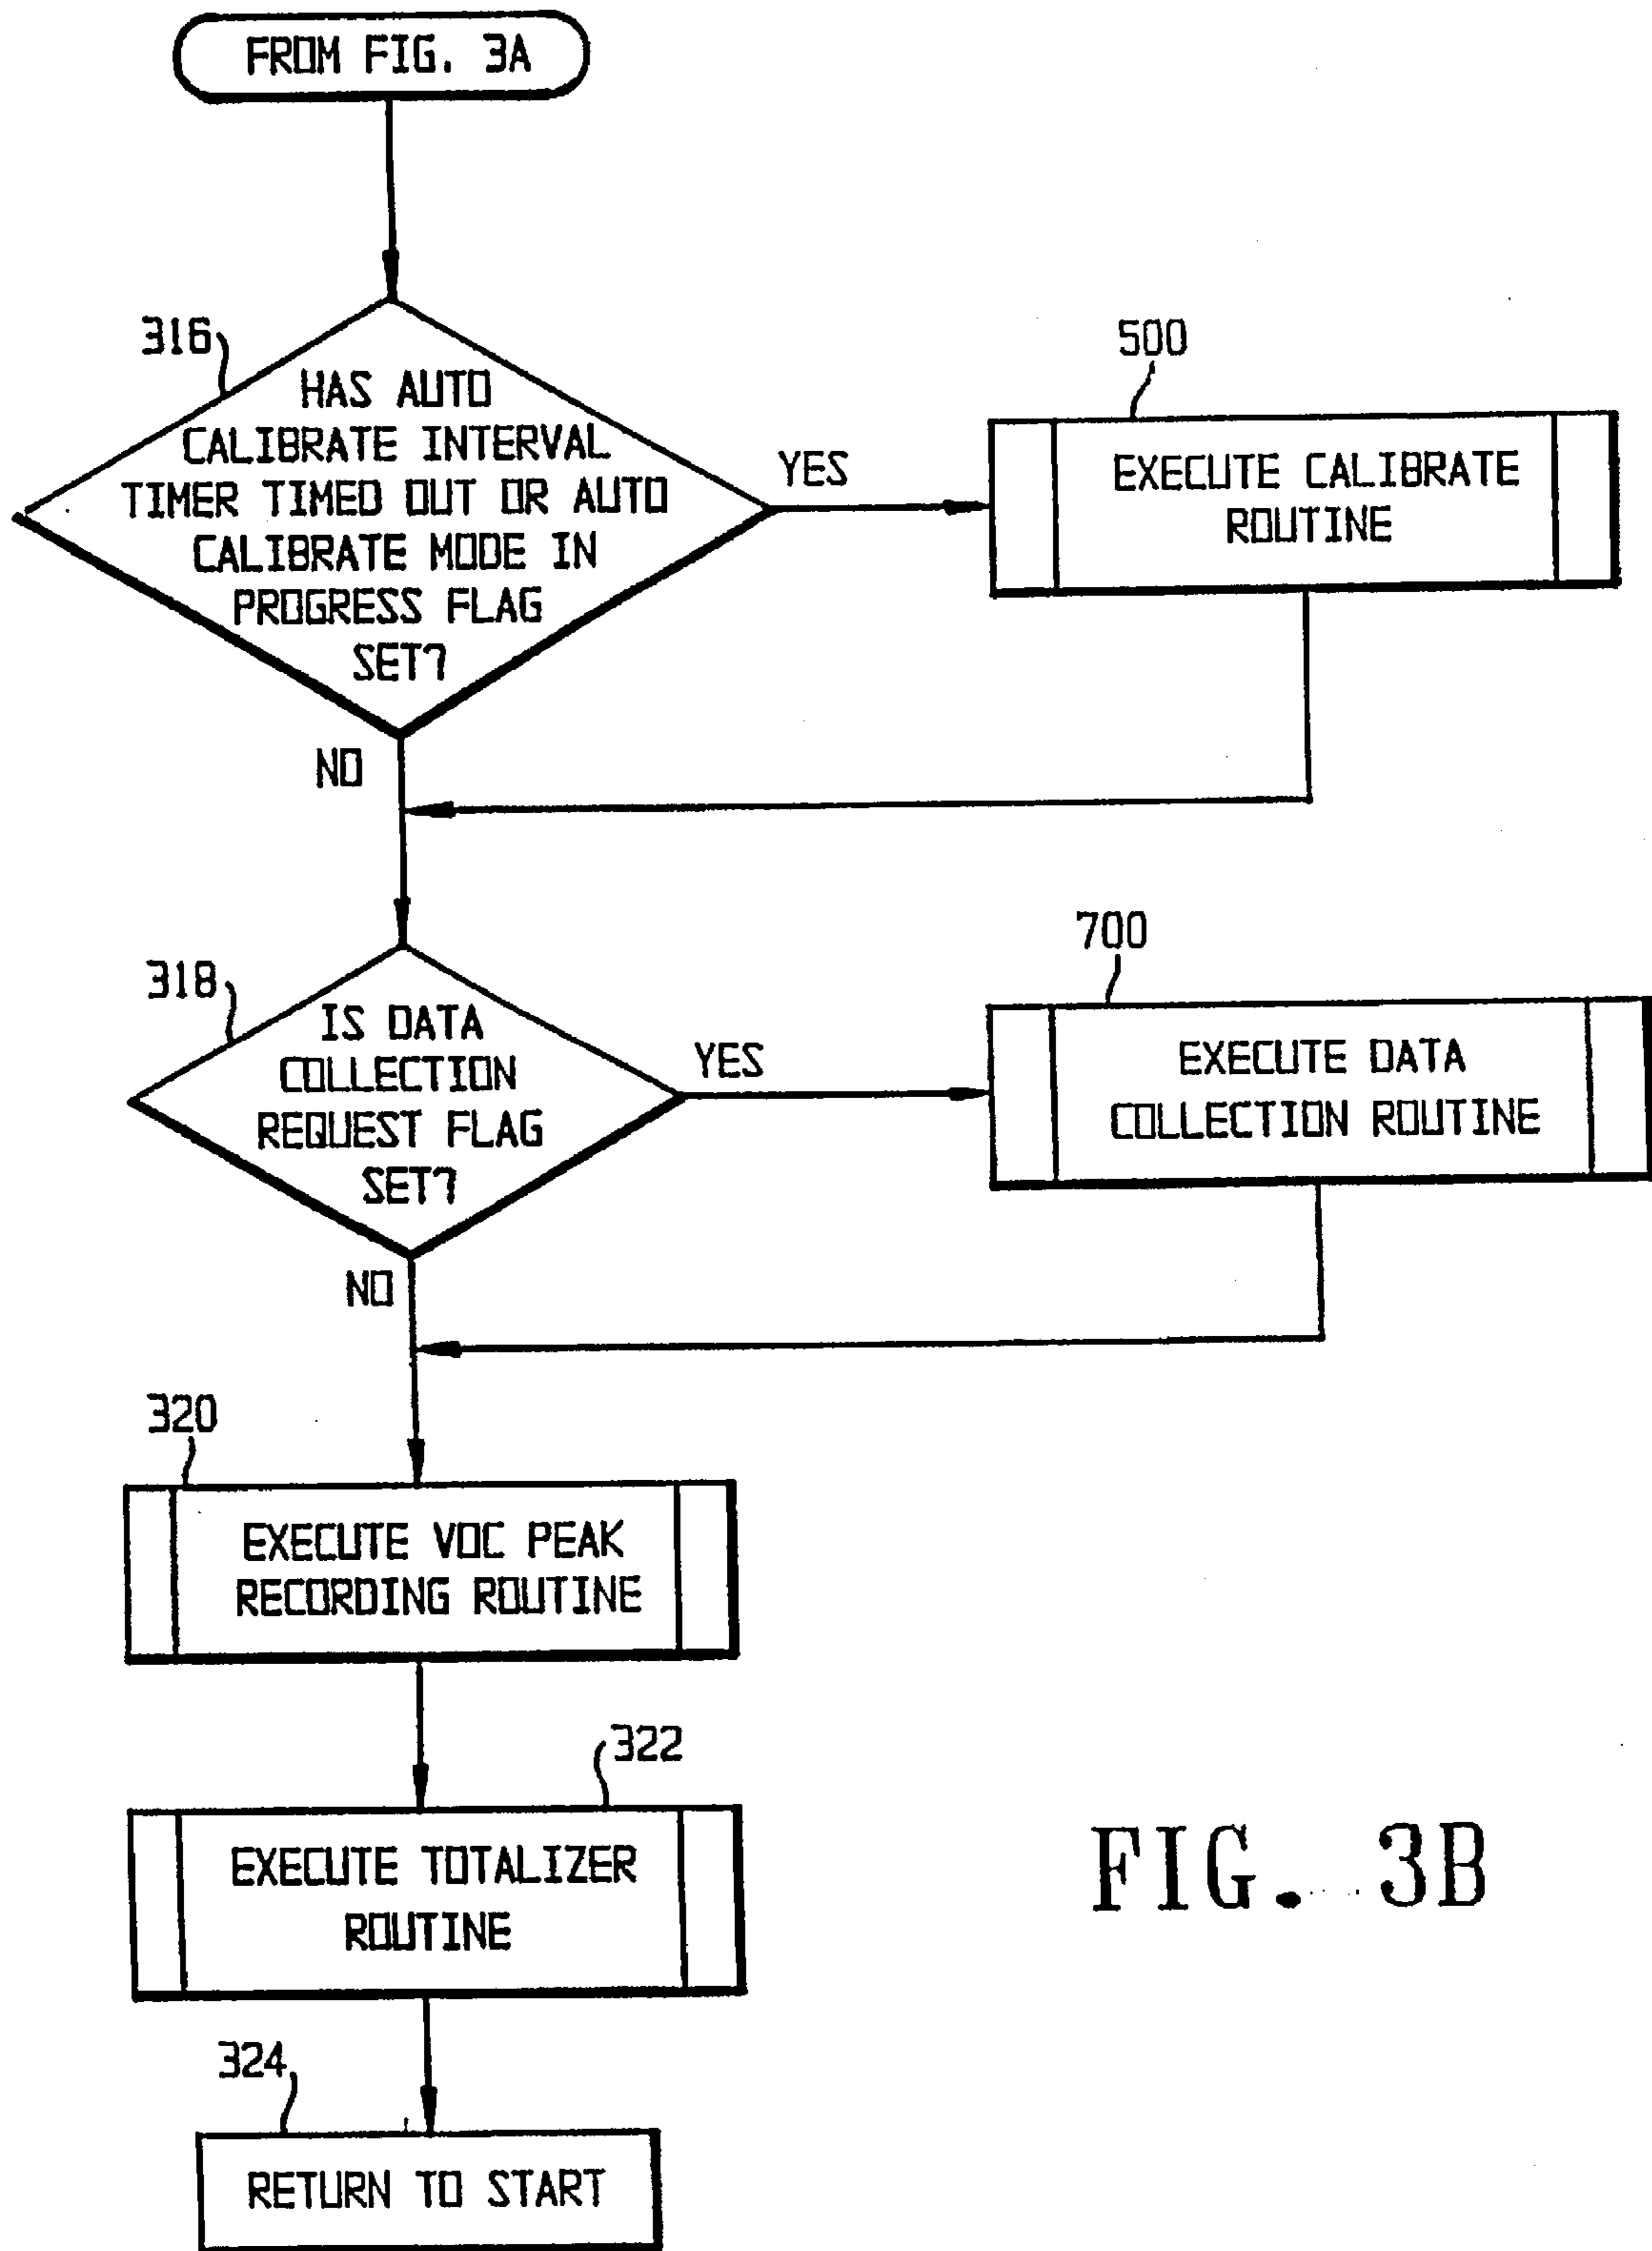 FROM FIG. 3A
316
HAS AUTO
CALIBRATE INTERVAL
TIMER TIMED OUT OR AUTO
CALIBRATE MODE IN
PROGRESS FLAG
SET?
YES
500
EXECUTE CALIBRATE
ROUTINE
NO
318
IS DATA
COLLECTION
REQUEST FLAG
SET?
YES
700
EXECUTE DATA
COLLECTION ROUTINE
NO
320
EXECUTE VOC PEAK
RECORDING ROUTINE
322
EXECUTE TOTALIZER
ROUTINE
324
RETURN TO START
FIG. 3B